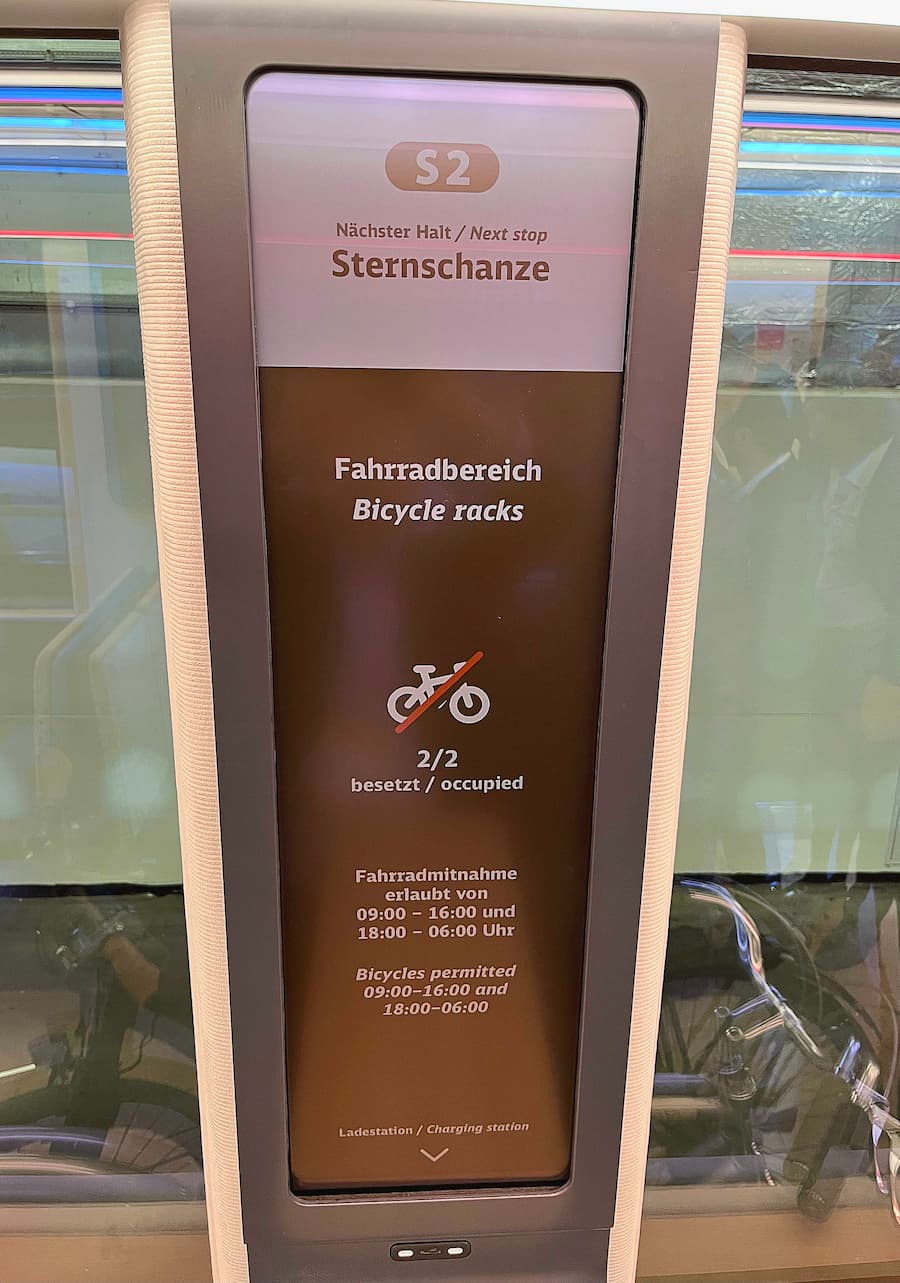 S2
Nächster Halt / Next stop
Sternschanze
Fahrradbereich
Bicycle racks
2/2
besetzt / occupied
Fahrradmitnahme
erlaubt von
09:00 – 16:00 und
18:00 – 06:00 Uhr
Bicycles permitted
09:00–16:00 and
18:00–06:00
Ladestation / Charging station